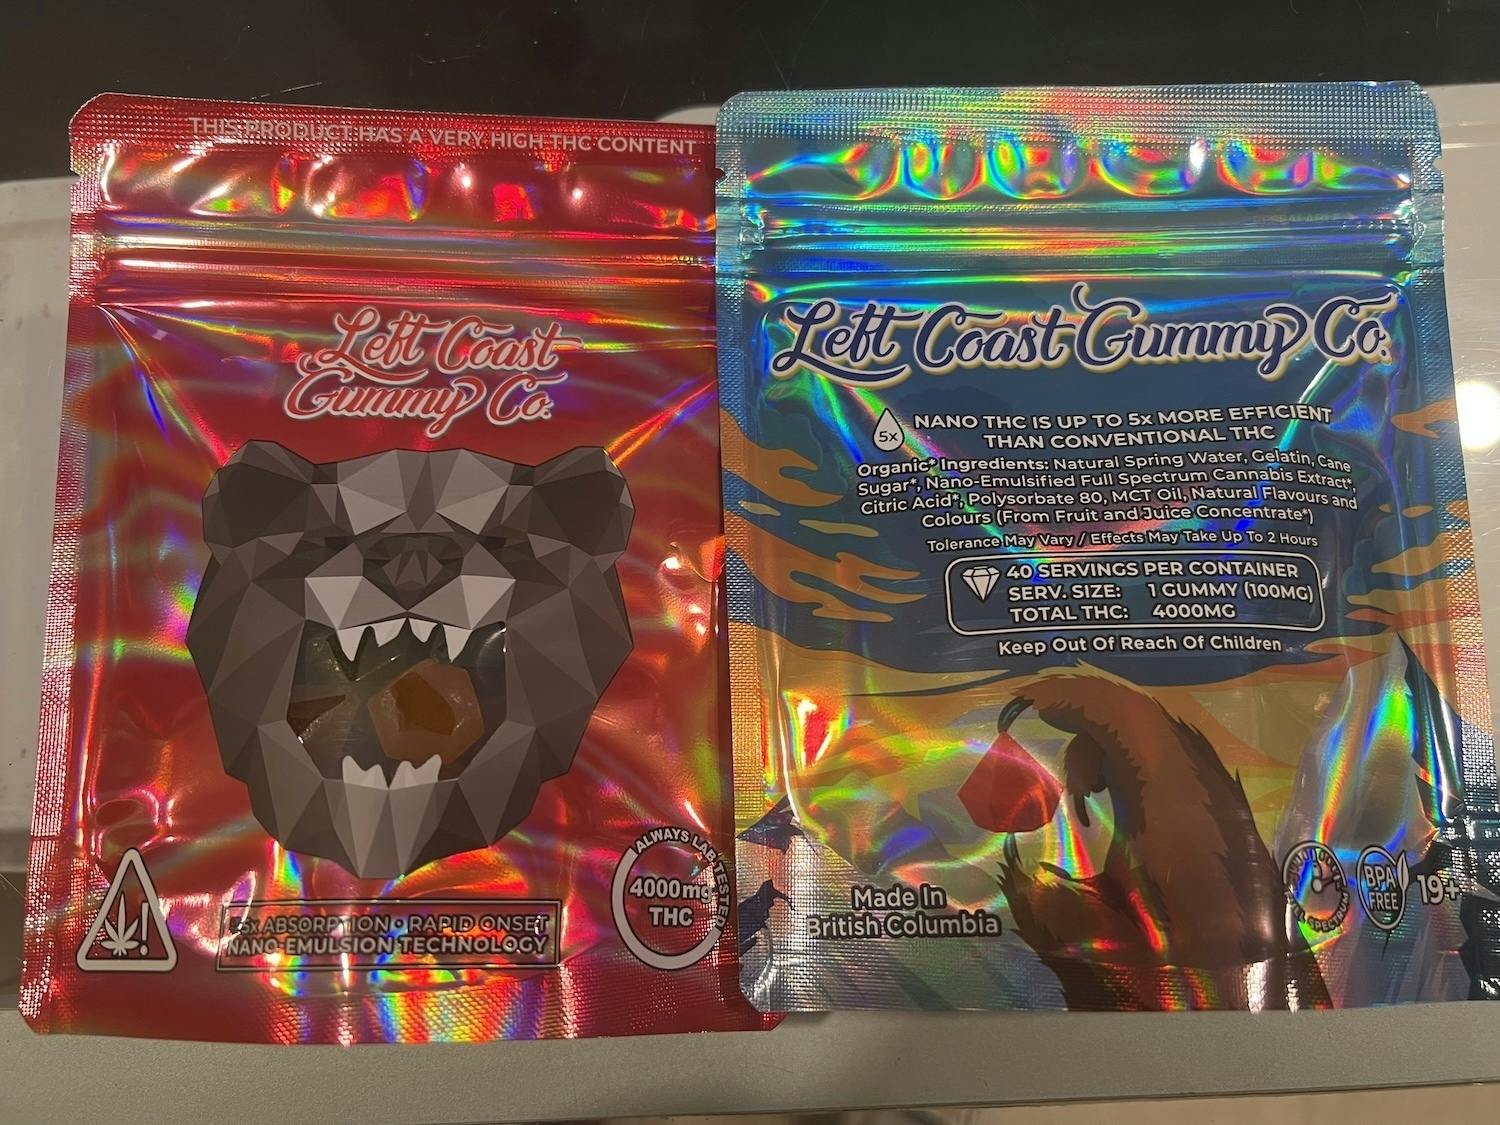 THIS PRODUCT HAS A VERY HIGH THC CONTENT
Left Coast
Gummy Co.
5x ABSORPTION • RAPID ONSET
NANO-EMULSION TECHNOLOGY
ALWAYS LAB TESTED
4000mg
THC
Left Coast Gummy Co.
5x
NANO THC IS UP TO 5x MORE EFFICIENT
THAN CONVENTIONAL THC
Organic* Ingredients: Natural Spring Water, Gelatin, Cane
Sugar*, Nano-Emulsified Full Spectrum Cannabis Extract*,
Citric Acid*, Polysorbate 80, MCT Oil, Natural Flavours and
Colours (From Fruit and Juice Concentrate*)
Tolerance May Vary / Effects May Take Up To 2 Hours
40 SERVINGS PER CONTAINER
SERV. SIZE: 1 GUMMY (100MG)
TOTAL THC: 4000MG
Keep Out Of Reach Of Children
Made In
British Columbia
SPECTRUM
BPA
FREE
19+